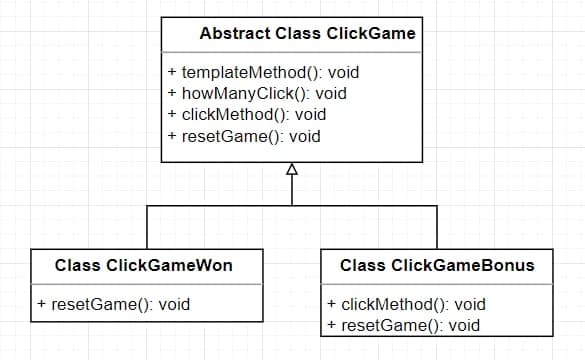 Abstract Class ClickGame
+ templateMethod(): void
+ howManyClick(): void
+ clickMethod(): void
+ resetGame(): void
Class ClickGameWon
+ resetGame(): void
Class ClickGameBonus
+ clickMethod(): void
+ resetGame(): void